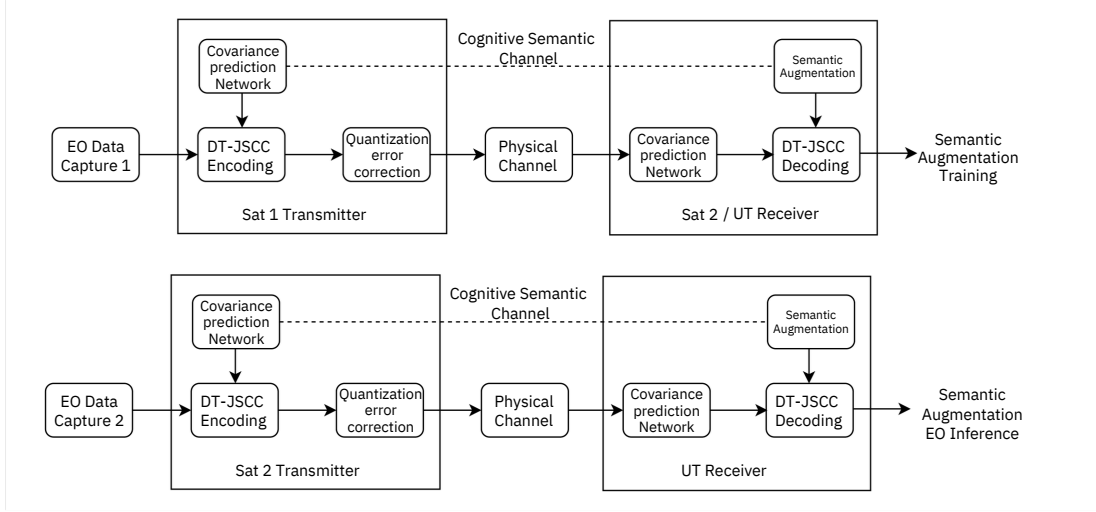 Cognitive Semantic
Channel
Covariance
prediction
Network
Semantic
Augmentation
EO Data
Capture 1
DT-JSCC
Encoding
Quantization
error
correction
Physical
Channel
Covariance
prediction
Network
DT-JSCC
Decoding
Semantic
Augmentation
Training
Sat 1 Transmitter
Sat 2 / UT Receiver
Cognitive Semantic
Channel
Covariance
prediction
Network
Semantic
Augmentation
EO Data
Capture 2
DT-JSCC
Encoding
Quantization
error
correction
Physical
Channel
Covariance
prediction
Network
DT-JSCC
Decoding
Semantic
Augmentation
EO Inference
Sat 2 Transmitter
UT Receiver